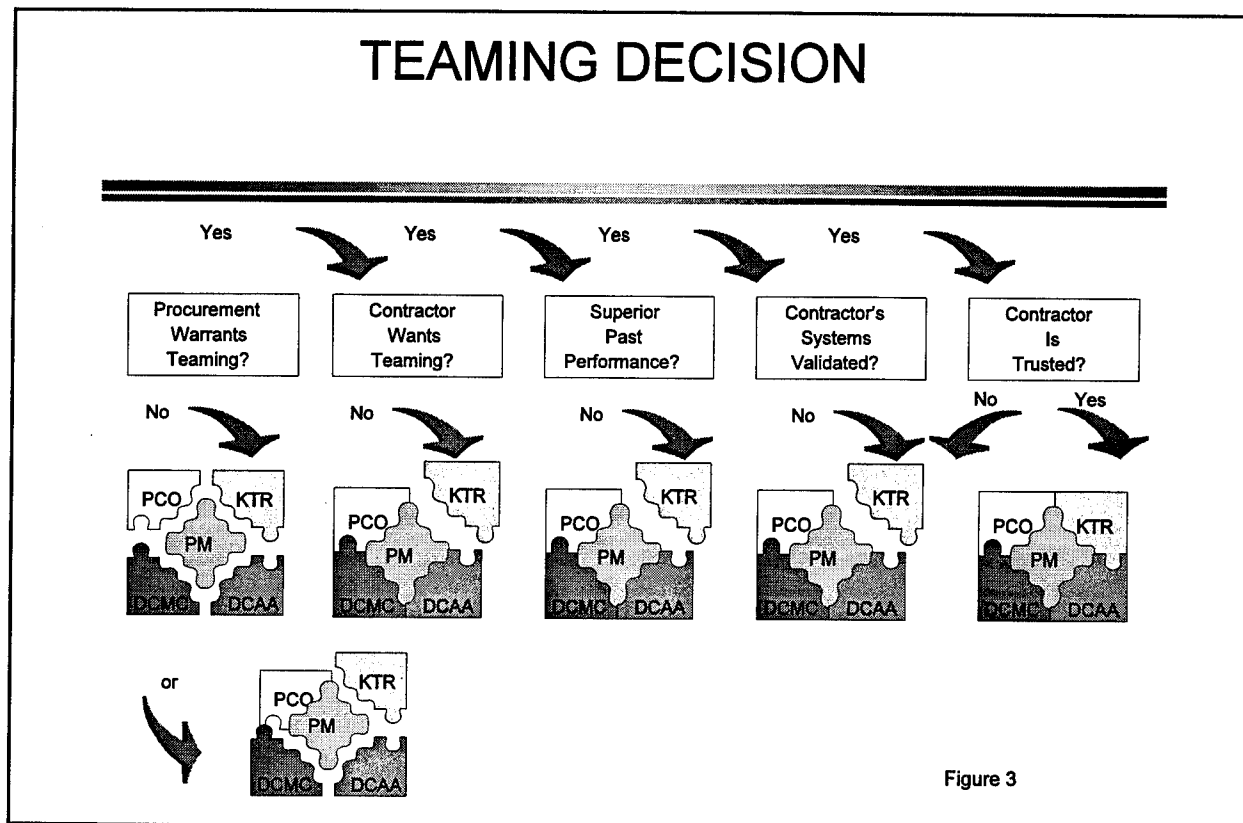 TEAMING DECISION
Yes
Yes
Yes
Yes
Procurement
Warrants
Teaming?
Contractor
Wants
Teaming?
Superior
Past
Performance?
Contractor's
Systems
Validated?
Contractor
Is
Trusted?
No
No
No
No
No
Yes
PCO
KTR
PM
DCMC
DCAA
PCO
KTR
PM
DCMC
DCAA
PCO
KTR
PM
DCMC
DCAA
PCO
KTR
PM
DCMC
DCAA
PCO
KTR
PM
DCMC
DCAA
or
PCO
KTR
PM
DCMC
DCAA
Figure 3